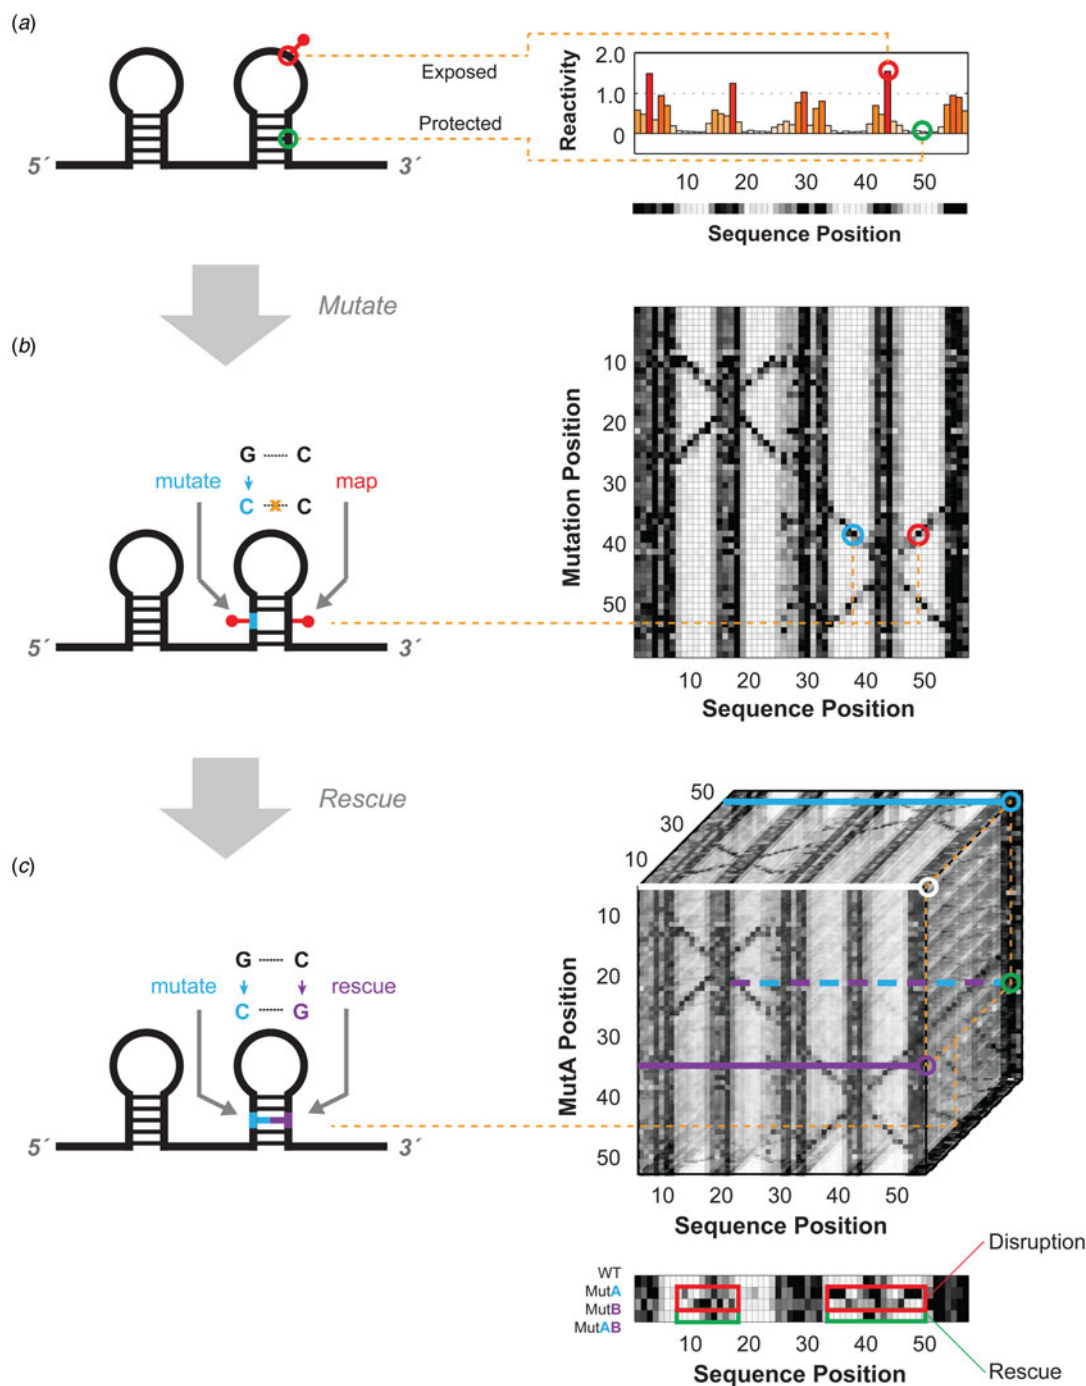 (a)
Exposed
Protected
5´
3´
Reactivity
2.0
1.0
0
10 20 30 40 50
Sequence Position
Mutate
(b)
G C
mutate
map
C x C
5´
3´
Mutation Position
10
20
30
40
50
10 20 30 40 50
Sequence Position
Rescue
(c)
G C
mutate
rescue
C G
5´
3´
50
30
10
MutA Position
10
20
30
40
50
10 20 30 40 50
Sequence Position
Disruption
WT
MutA
MutB
MutAB
10 20 30 40 50
Sequence Position
Rescue